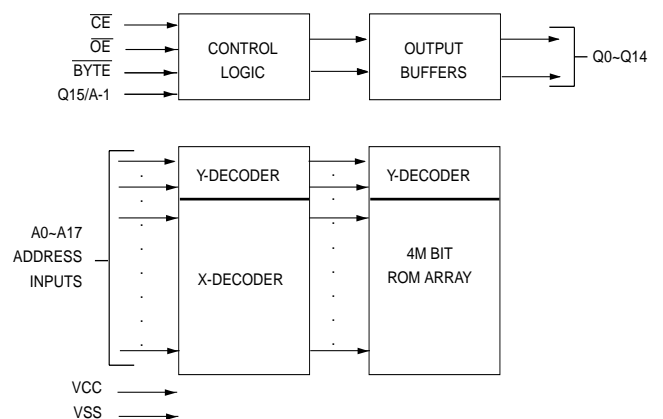 CE
OE
BYTE
Q15/A-1
CONTROL
LOGIC
OUTPUT
BUFFERS
Q0~Q14
A0~A17
ADDRESS
INPUTS
Y-DECODER
X-DECODER
Y-DECODER
4M BIT
ROM ARRAY
VCC
VSS